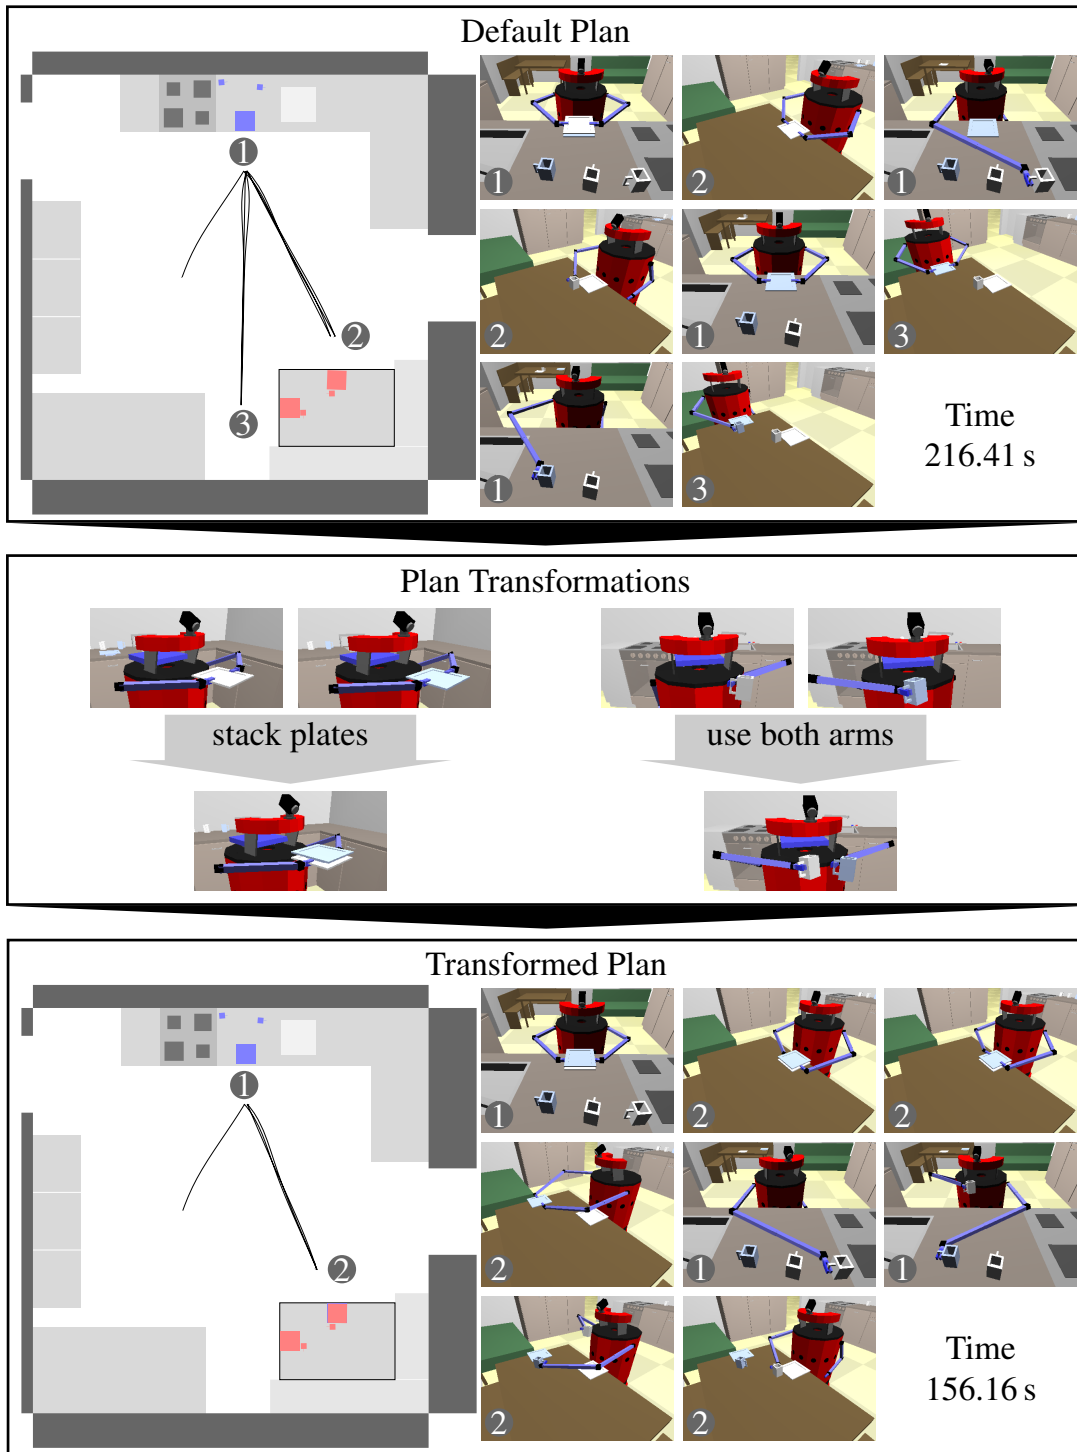 Default Plan
1
2
3
1
2
1
2
1
3
1
3
Time
216.41 s
Plan Transformations
stack plates
use both arms
Transformed Plan
1
2
1
2
2
2
1
1
2
2
Time
156.16 s